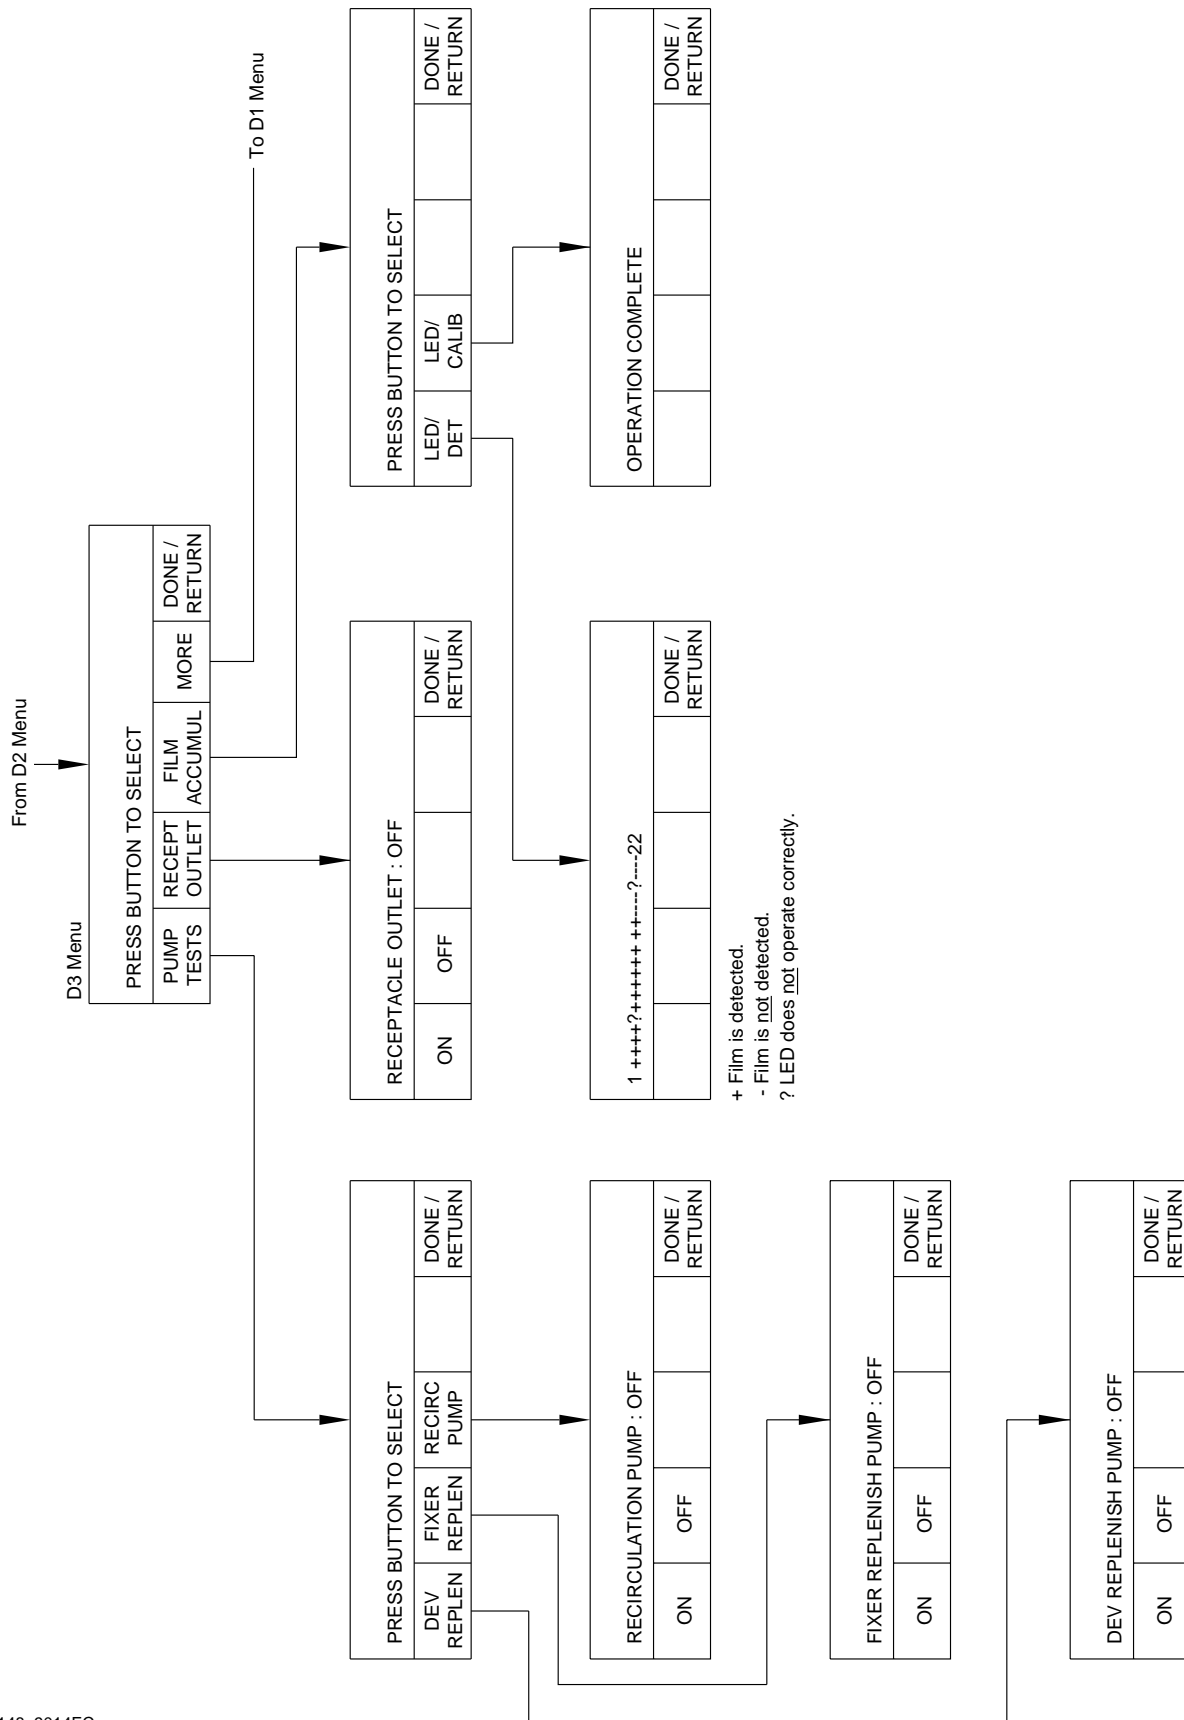 From D2 Menu
D3 Menu
PRESS BUTTON TO SELECT
PUMP
TESTS
RECEPT
OUTLET
FILM
ACCUMUL
MORE
DONE /
RETURN
To D1 Menu
PRESS BUTTON TO SELECT
DEV
REPLEN
FIXER
REPLEN
RECIRC
PUMP
DONE /
RETURN
RECEPTACLE OUTLET : OFF
ON
OFF
DONE /
RETURN
PRESS BUTTON TO SELECT
LED/
DET
LED/
CALIB
DONE /
RETURN
RECIRCULATION PUMP : OFF
ON
OFF
DONE /
RETURN
1 ++++?++++++ ++----?---22
DONE /
RETURN
+ Film is detected.
- Film is not detected.
? LED does not operate correctly.
OPERATION COMPLETE
DONE /
RETURN
FIXER REPLENISH PUMP : OFF
ON
OFF
DONE /
RETURN
DEV REPLENISH PUMP : OFF
ON
OFF
DONE /
RETURN